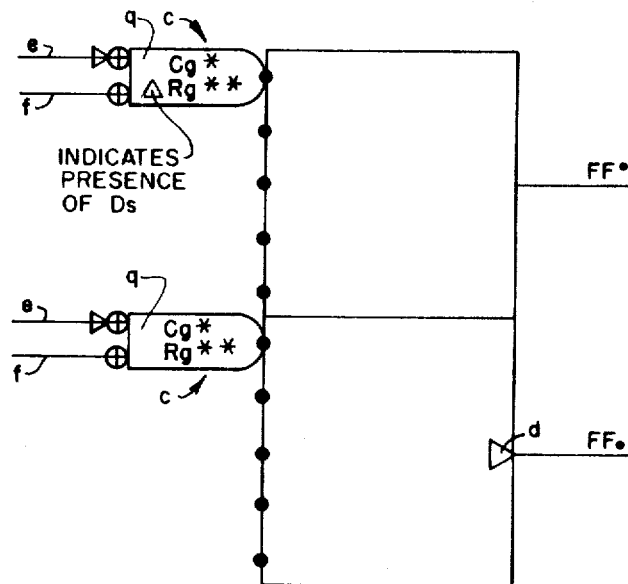 q c
e Cg *
Rg * *
f
INDICATES
PRESENCE
OF Ds
FF•
q
e Cg *
Rg * *
f
c
d
FF•